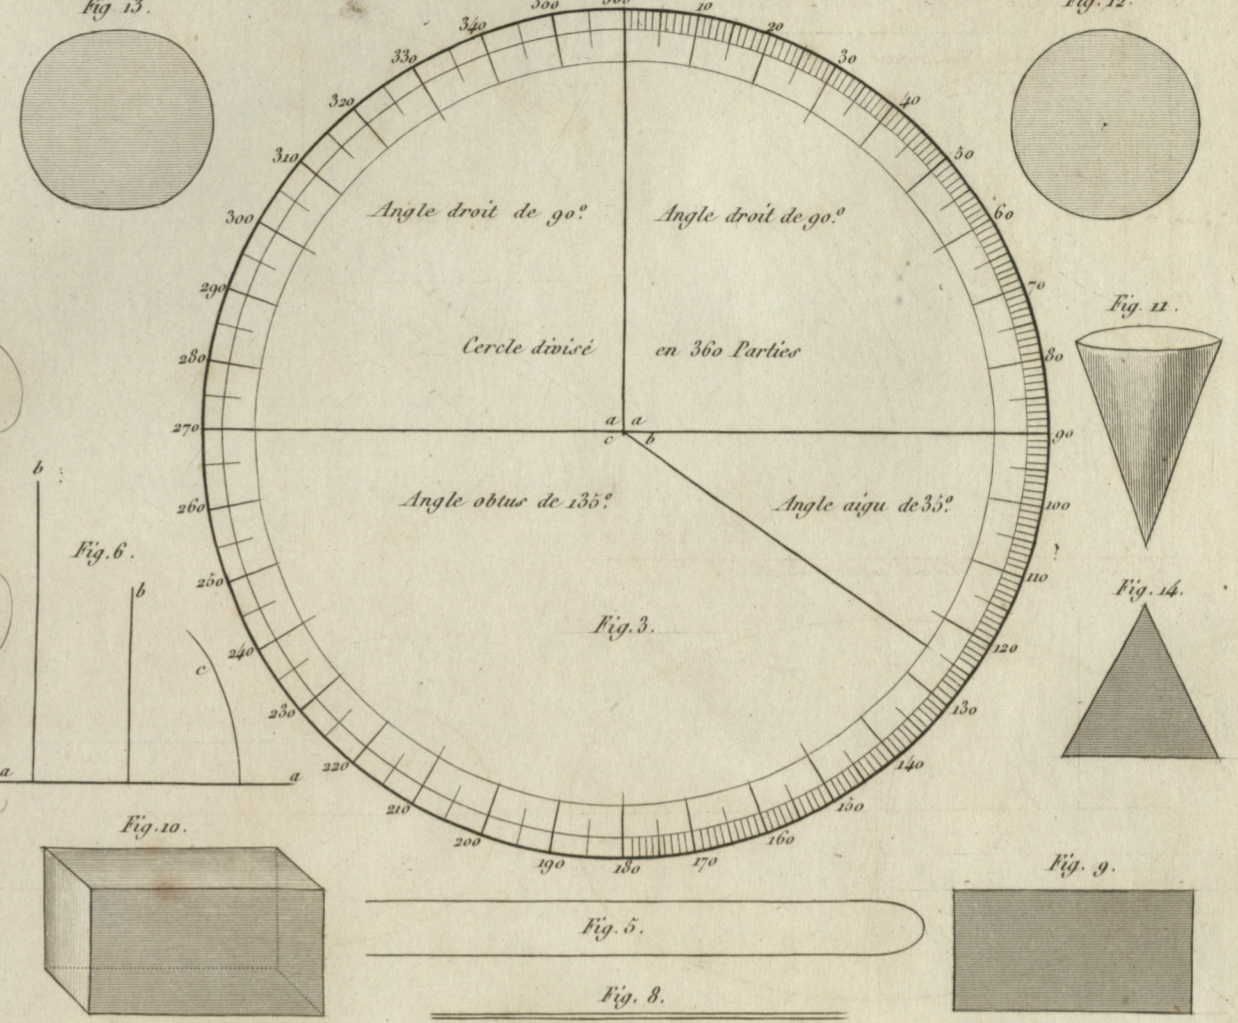 Fig. 13.
Fig. 12.
10
20
30
40
50
60
70
80
90
100
110
120
130
140
150
160
170
180
190
200
210
220
230
240
250
260
270
280
290
300
310
320
330
340
Angle droit de 90.º
Angle droit de 90.º
Cercle divisé
en 360 Parties
Fig. 11.
a
a
c
b
Angle obtus de 135.º
Angle aigu de 35.º
Fig. 3.
b
Fig. 6.
b
c
a
a
Fig. 14.
Fig. 10.
Fig. 5.
Fig. 9.
Fig. 8.